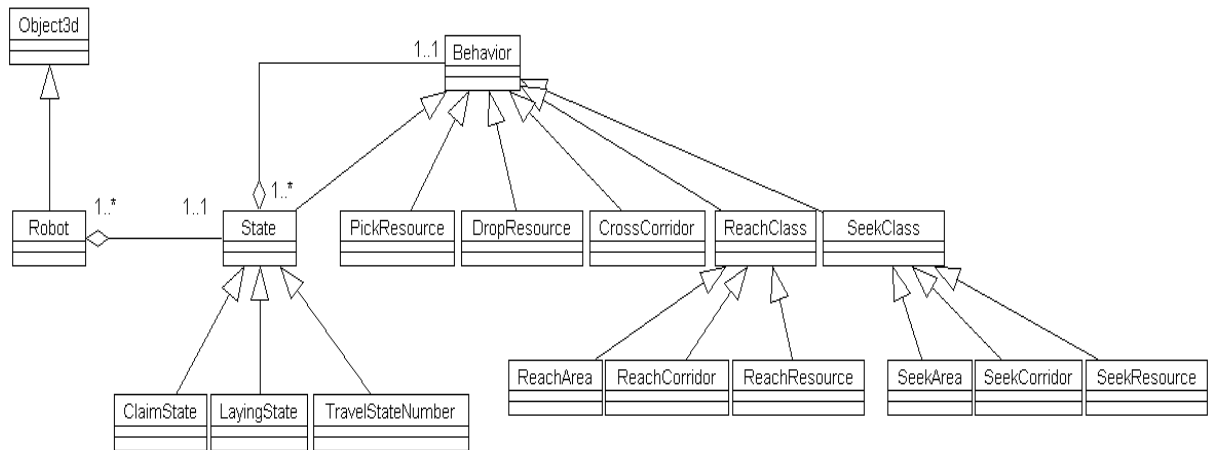 Object3d
1..1
Behavior
1..*
1..*
1..1
Robot
State
PickResource
DropResource
CrossCorridor
ReachClass
SeekClass
ReachArea
ReachCorridor
ReachResource
SeekArea
SeekCorridor
SeekResource
ClaimState
LayingState
TravelStateNumber